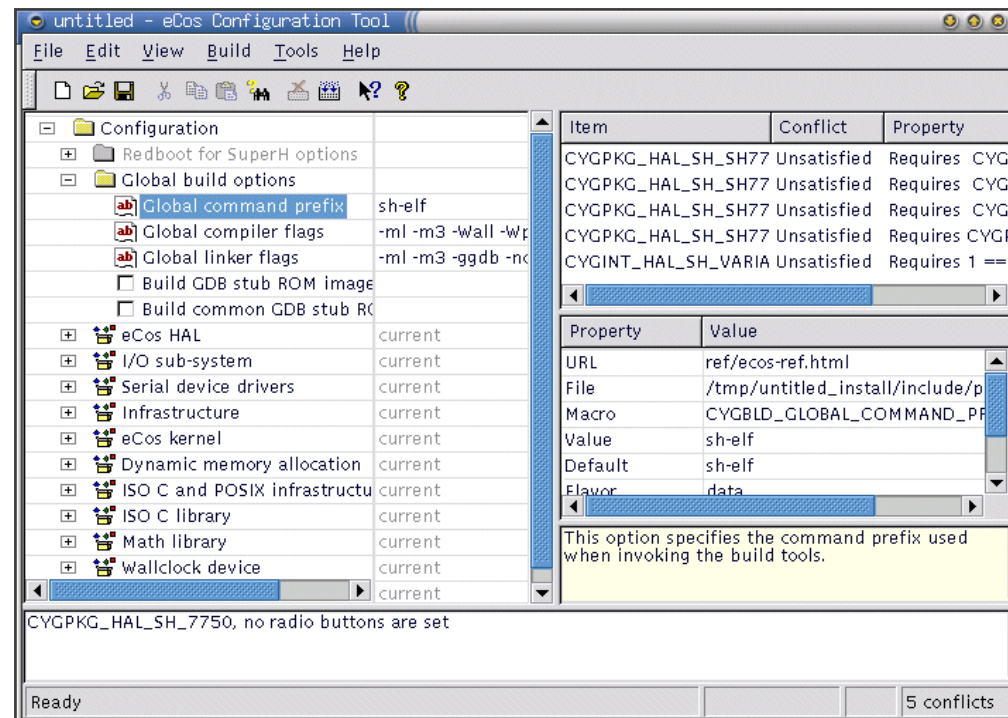 untitled - eCos Configuration Tool
File Edit View Build Tools Help
Configuration
Redboot for SuperH options
Global build options
Global command prefix sh-elf
Global compiler flags -ml -m3 -Wall -Wp
Global linker flags -ml -m3 -ggdb -no
Build GDB stub ROM image
Build common GDB stub RO
eCos HAL current
I/O sub-system current
Serial device drivers current
Infrastructure current
eCos kernel current
Dynamic memory allocation current
ISO C and POSIX infrastructu current
ISO C library current
Math library current
Wallclock device current
current
Item Conflict Property
CYGPKG_HAL_SH_SH77 Unsatisfied Requires CYG
CYGPKG_HAL_SH_SH77 Unsatisfied Requires CYG
CYGPKG_HAL_SH_SH77 Unsatisfied Requires CYG
CYGPKG_HAL_SH_SH77 Unsatisfied Requires CYGP
CYGINT_HAL_SH_VARIA Unsatisfied Requires 1 ==
Property Value
URL ref/ecos-ref.html
File /tmp/untitled_install/include/p
Macro CYGBLD_GLOBAL_COMMAND_PR
Value sh-elf
Default sh-elf
Flavor data
This option specifies the command prefix used
when invoking the build tools.
CYGPKG_HAL_SH_7750, no radio buttons are set
Ready 5 conflicts